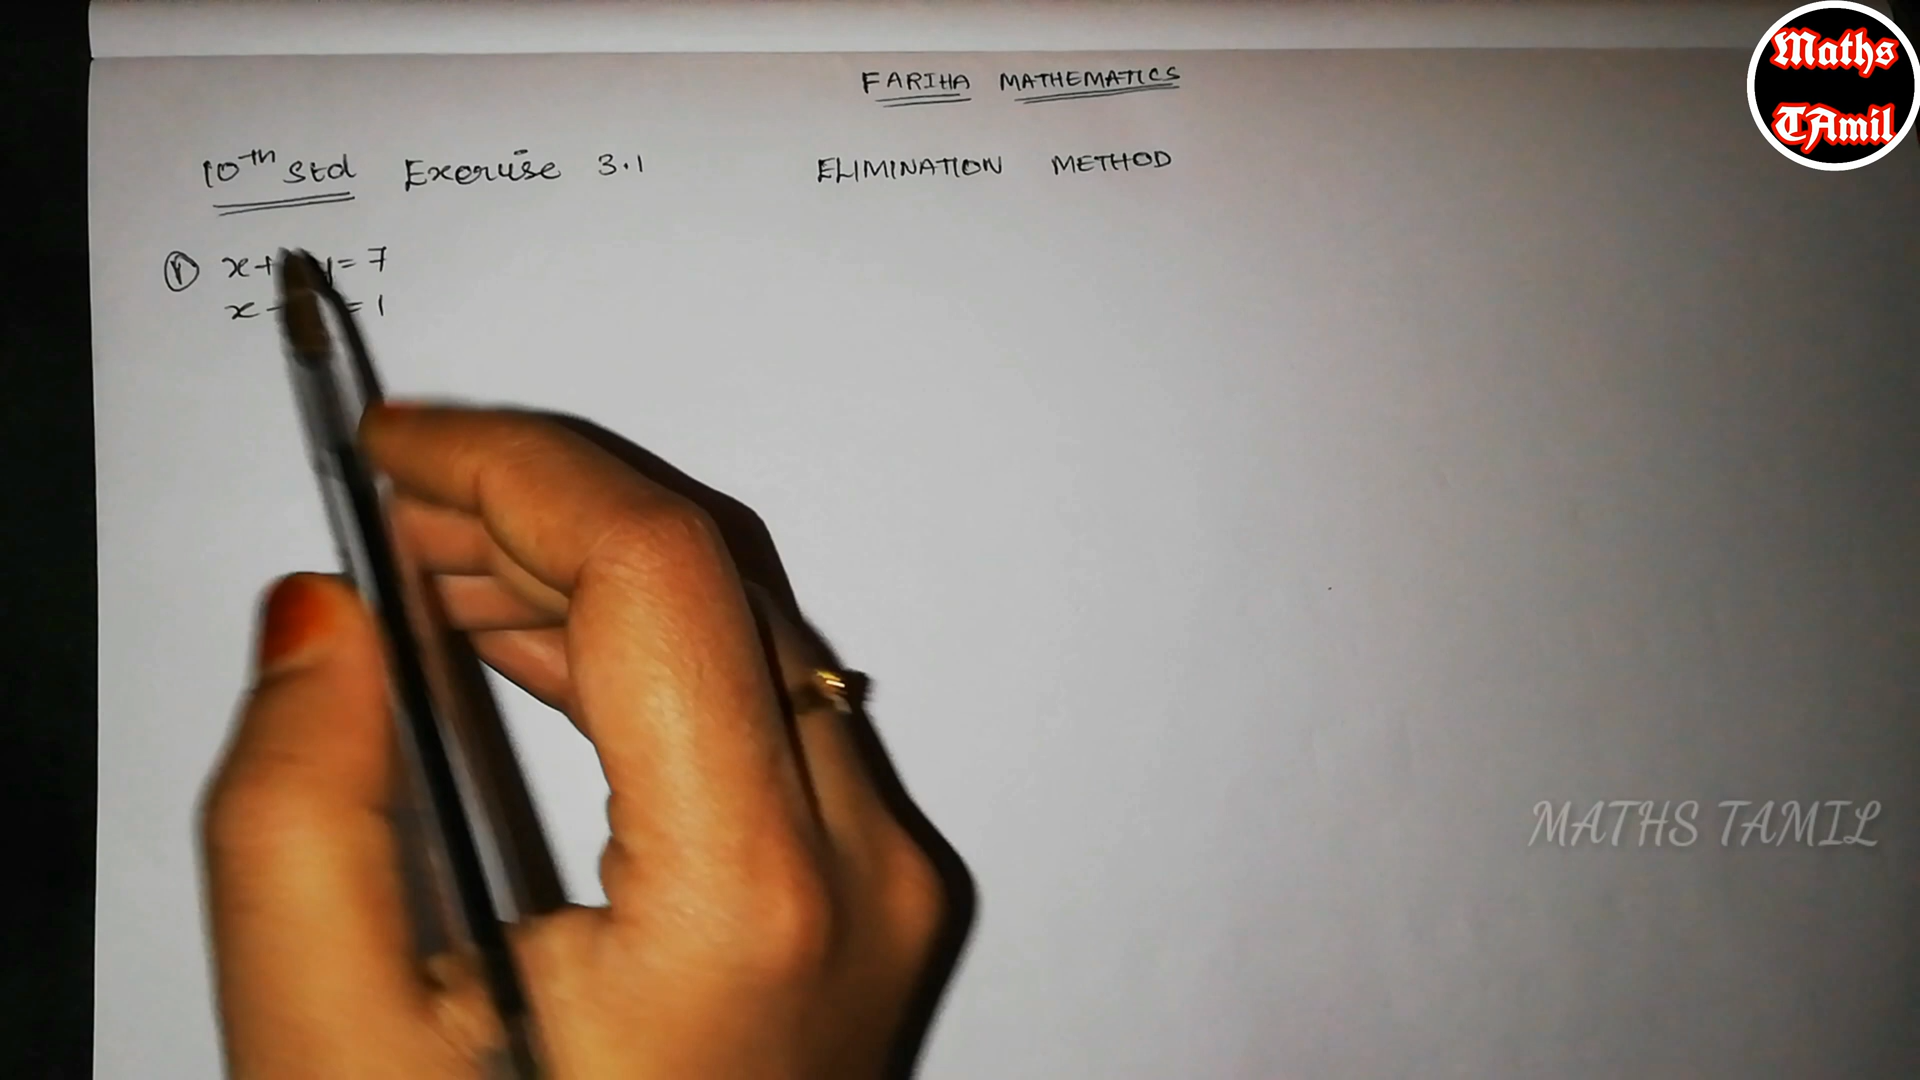 FARIHA MATHEMATICS
Maths
TAmil
10th Std Exercise 3.1 ELIMINATION METHOD
x+ y= 7
x- = 1
MATHS TAMIL